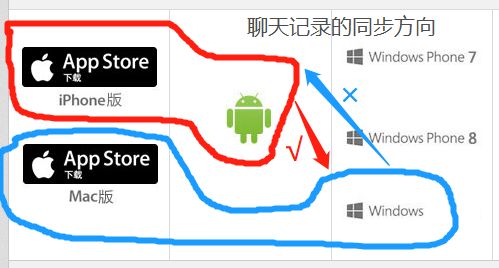 聊天记录的同步方向
App Store
下载
iPhone版
Windows Phone 7
√
×
App Store
下载
Mac版
Windows Phone 8
Windows